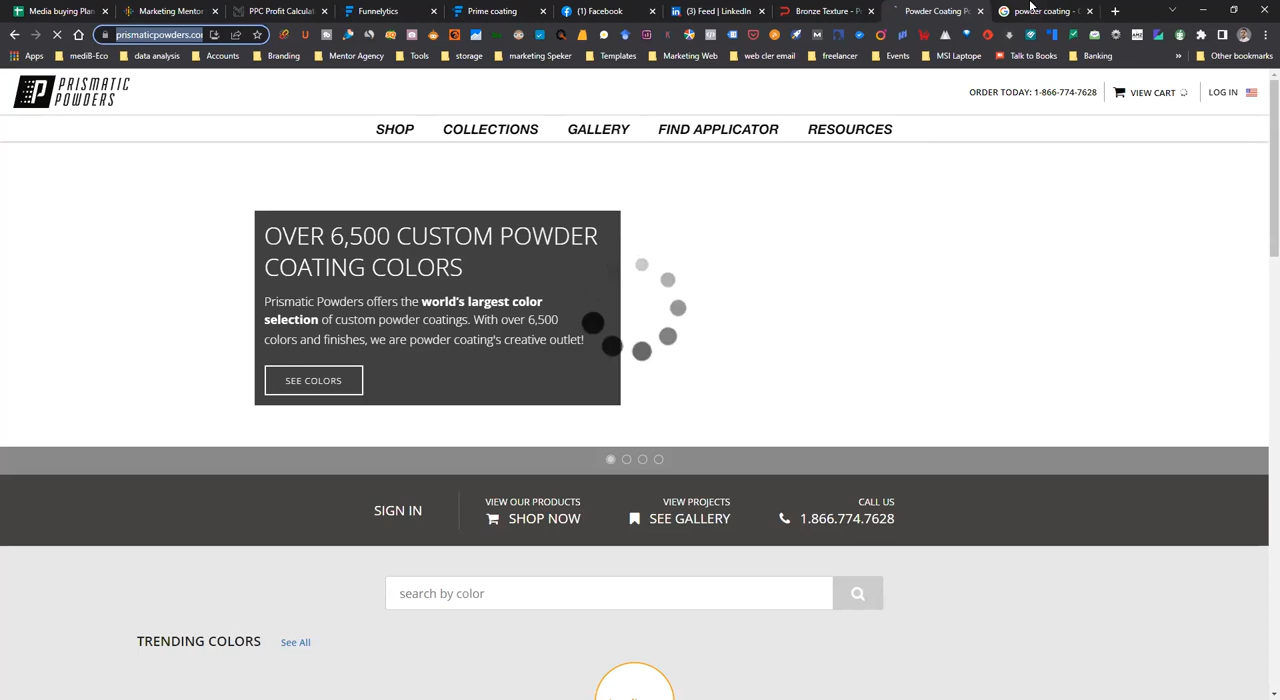 Media buying Plan
Marketing Mentor
PPC Profit Calculat
Funnelytics
Prime coating
(1) Facebook
(3) Feed | LinkedIn
Bronze Texture - P
Powder Coating Po
powder coating - G
prismaticpowders.com
Apps
mediB-Eco
data analysis
Accounts
Branding
Mentor Agency
Tools
storage
marketing Speker
Templates
Marketing Web
web cler email
freelancer
Events
MSI Laptope
Talk to Books
Banking
»
Other bookmarks
PRISMATIC
POWDERS
ORDER TODAY: 1-866-774-7628
VIEW CART
LOG IN
SHOP
COLLECTIONS
GALLERY
FIND APPLICATOR
RESOURCES
OVER 6,500 CUSTOM POWDER
COATING COLORS
Prismatic Powders offers the world's largest color
selection of custom powder coatings. With over 6,500
colors and finishes, we are powder coating's creative outlet!
SEE COLORS
SIGN IN
VIEW OUR PRODUCTS
SHOP NOW
VIEW PROJECTS
SEE GALLERY
CALL US
1.866.774.7628
search by color
TRENDING COLORS
See All